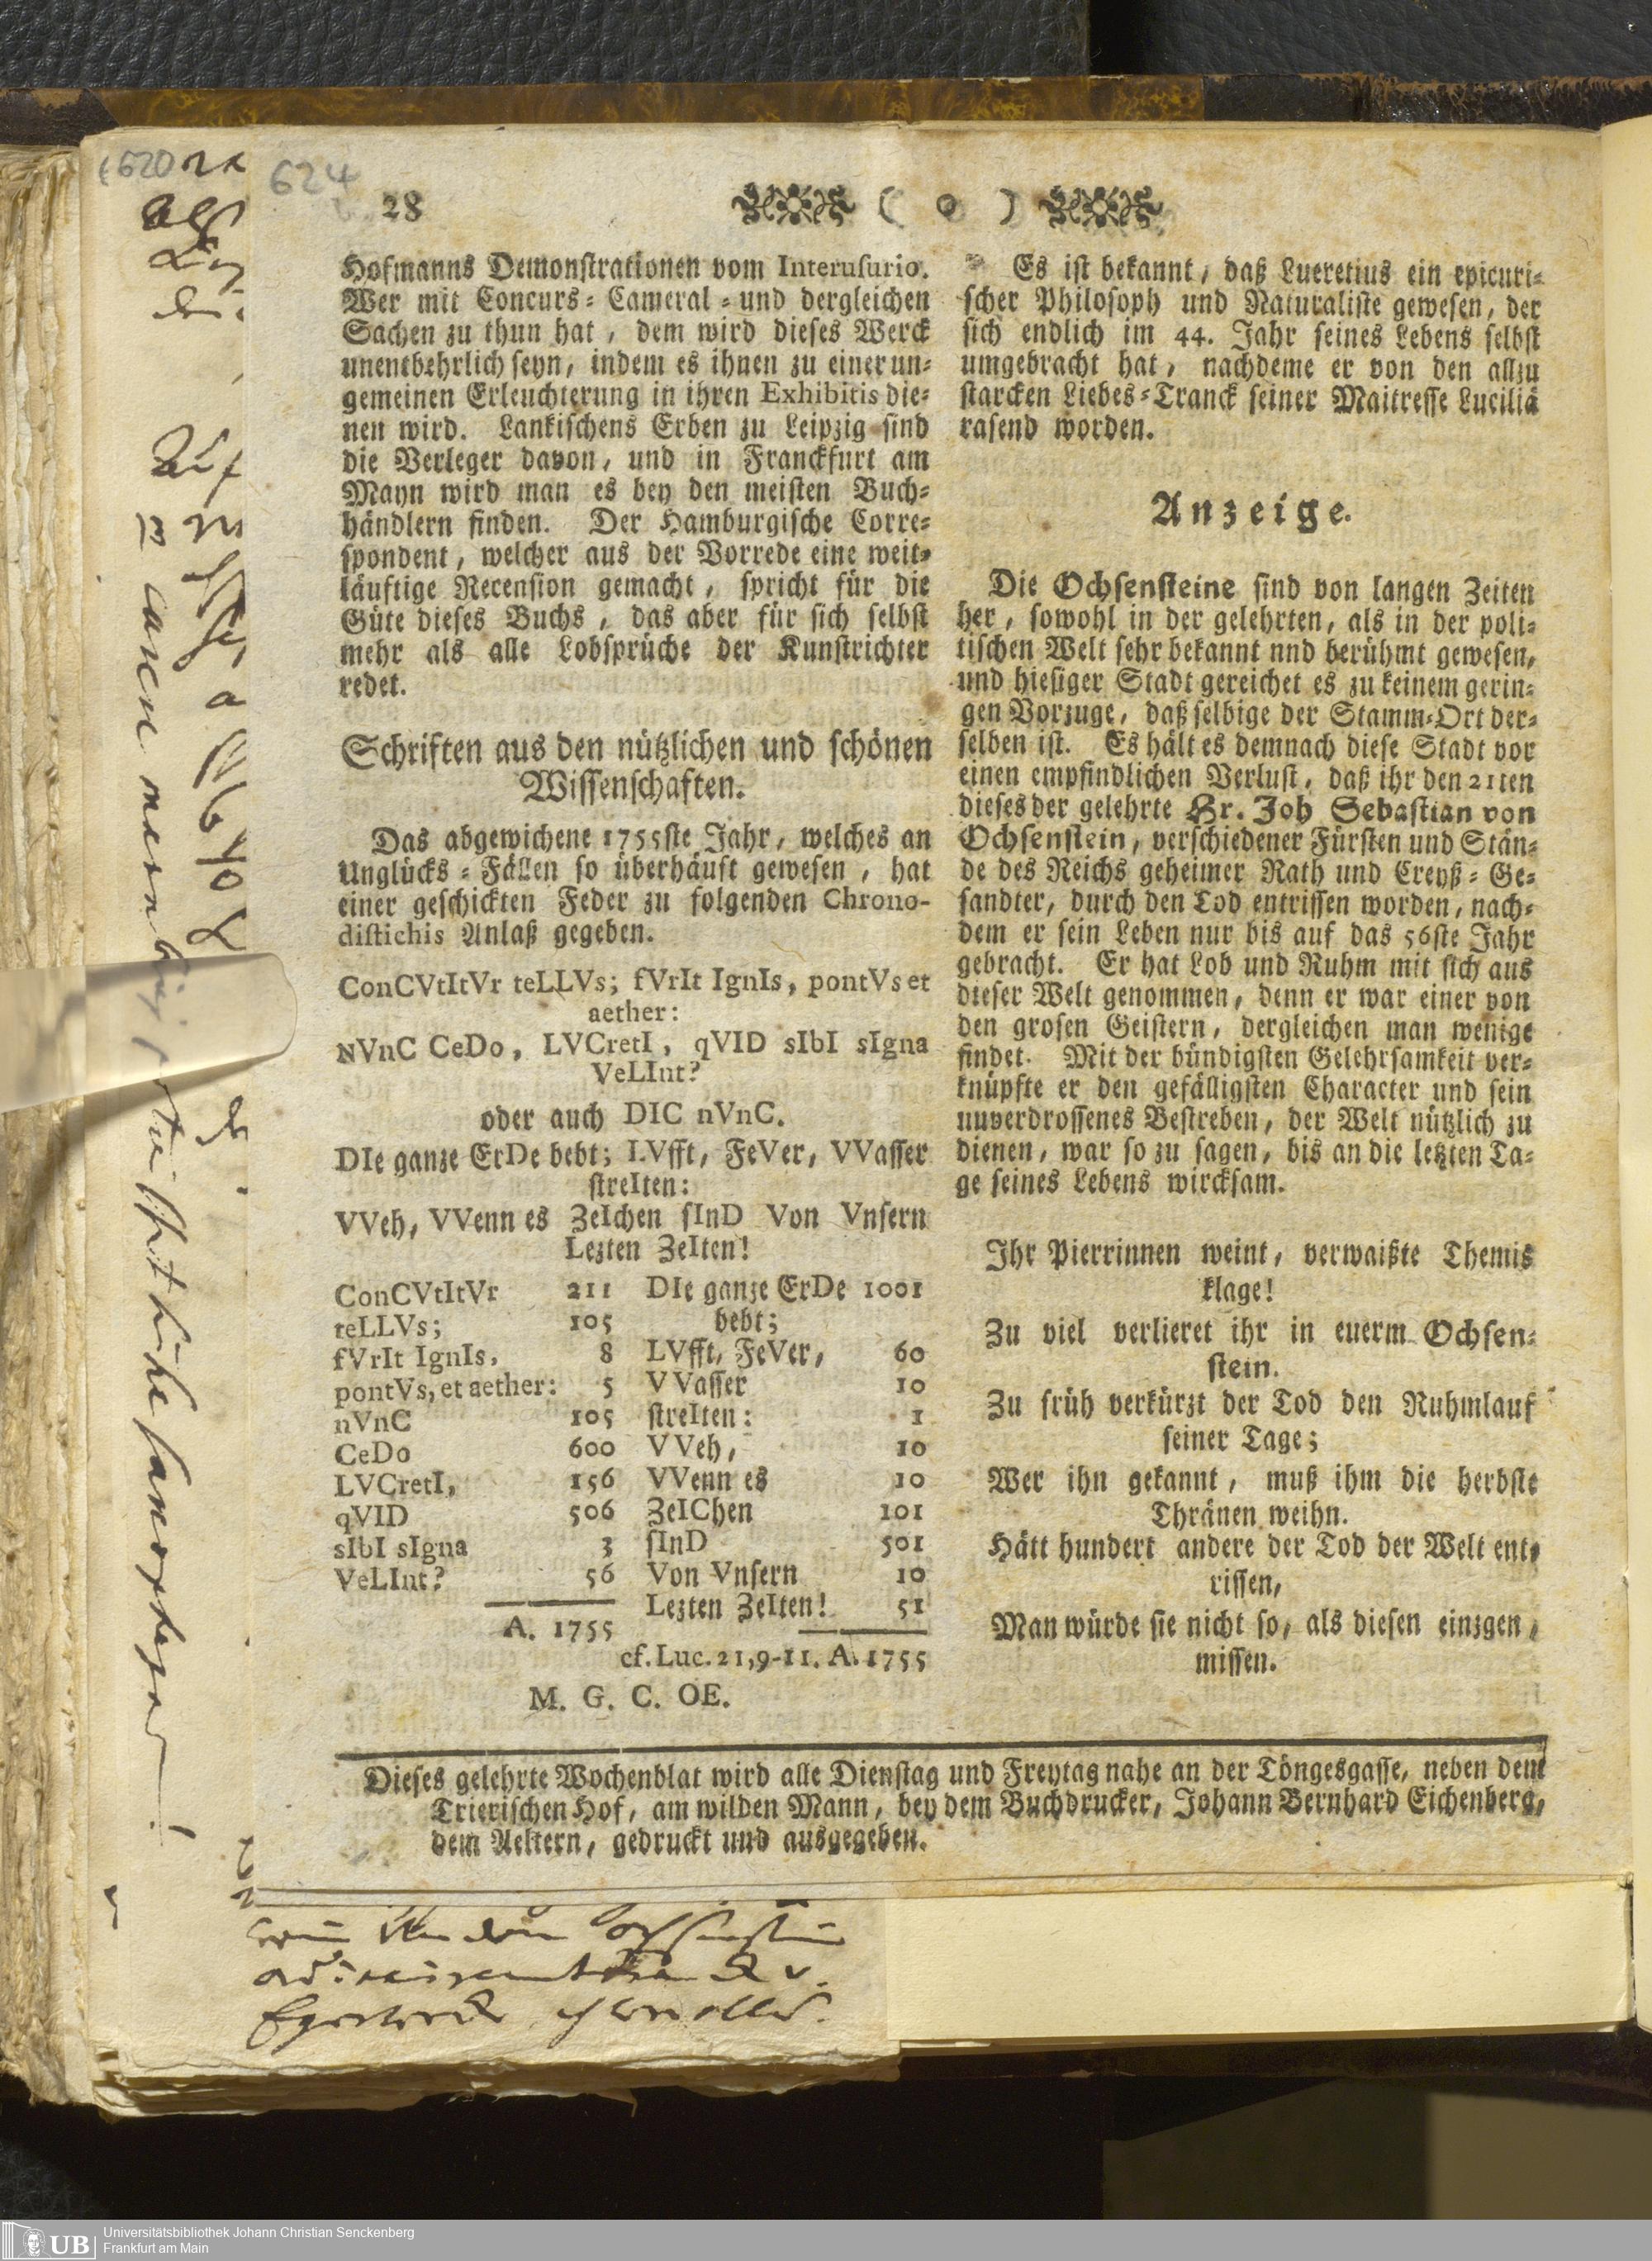 624
28 ( o )
Hofmanns Demonstrationen vom Interusurio.
Wer mit Concurs- Cameral- und dergleichen
Sachen zu thun hat, dem wird dieses Werck
unentbehrlich seyn, indem es ihnen zu einer un-
gemeinen Erleuchterung in ihren Exhibitis die-
nen wird. Lankischens Erben zu Leipzig sind
die Verleger davon, und in Franckfurt am
Mayn wird man es bey den meisten Buch-
händlern finden. Der Hamburgische Corre-
spondent, welcher aus der Vorrede eine weit-
läuftige Recension gemacht, spricht für die
Güte dieses Buchs, das aber für sich selbst
mehr als alle Lobsprüche der Kunstrichter
redet.
Schriften aus den nützlichen und schönen
Wissenschaften.
Das abgewichene 1755ste Jahr, welches an
Unglücks-Fällen so überhäuft gewesen, hat
einer geschickten Feder zu folgenden Chrono-
distichis Anlaß gegeben.
ConCVtItVr teLLVs; fVrIt IgnIs, pontVs et
aether:
NVnC CeDo, LVCretI, qVID sIbI sIgna
VeLInt?
oder auch DIC nVnC.
DIe ganze ErDe bebt; LVfft, FeVer, VVasser
streIten:
VVeh, VVenn es ZeIchen sInD Von Vnsern
Lezten ZeIten!
ConCVtItVr 211
teLLVs; 105
fVrIt IgnIs, 8
pontVs, et aether: 5
nVnC 105
CeDo 600
LVCretI, 156
qVID 506
sIbI sIgna 3
VeLInt? 56
A. 1755
DIe ganze ErDe 1001
bebt;
LVfft, FeVer, 60
VVasser 10
streIten: 1
VVeh, 10
VVenn es 10
ZeIChen 101
sInD 501
Von Vnsern 10
Lezten ZeIten! 51
cf. Luc. 21,9-11. A. 1755
M. G. C. OE.
Es ist bekannt, daß Lucretius ein epicuri-
scher Philosoph und Naturaliste gewesen, der
sich endlich im 44. Jahr seines Lebens selbst
umgebracht hat, nachdeme er von den allzu
starcken Liebes-Tranck seiner Maitresse Luciliä
rasend worden.
Anzeige.
Die Ochsensteine sind von langen Zeiten
her, sowohl in der gelehrten, als in der poli-
tischen Welt sehr bekannt nnd berühmt gewesen,
und hiesiger Stadt gereichet es zu keinem gerin-
gen Vorzuge, daß selbige der Stamm-Ort der-
selben ist. Es hält es demnach diese Stadt vor
einen empfindlichen Verlust, daß ihr den 21ten
dieses der gelehrte Hr. Joh Sebastian von
Ochsenstein, verschiedener Fürsten und Stän-
de des Reichs geheimer Rath und Creyß-Ge-
sandter, durch den Tod entrissen worden, nach-
dem er sein Leben nur bis auf das 56ste Jahr
gebracht. Er hat Lob und Ruhm mit sich aus
dieser Welt genommen, denn er war einer von
den grosen Geistern, dergleichen man wenige
findet. Mit der bündigsten Gelehrsamkeit ver-
knüpfte er den gefälligsten Character und sein
unverdrossenes Bestreben, der Welt nützlich zu
dienen, war so zu sagen, bis an die letzten Ta-
ge seines Lebens wircksam.
Ihr Pierrinnen weint, verwaißte Themis
klage!
Zu viel verlieret ihr in euerm Ochsen-
stein.
Zu früh verkürzt der Tod den Ruhmlauf
seiner Tage;
Wer ihn gekannt, muß ihm die herbste
Thränen weihn.
Hätt hundert andere der Tod der Welt ent-
rissen,
Man würde sie nicht so, als diesen einzgen,
missen.
Dieses gelehrte Wochenblat wird alle Dienstag und Freytag nahe an der Töngesgasse, neben dem
Trierischen Hof, am wilden Mann, bey dem Buchdrucker, Johann Bernhard Eichenberg,
dem Aeltern, gedruckt und ausgegeben.
UB Universitätsbibliothek Johann Christian Senckenberg
Frankfurt am Main